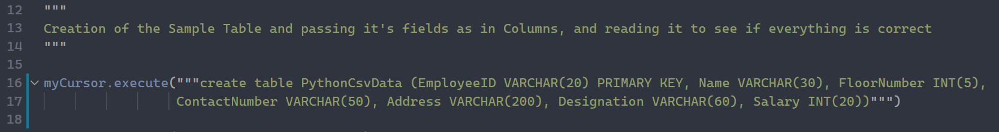 12 """
13 Creation of the Sample Table and passing it's fields as in Columns, and reading it to see if everything is correct
14 """
15
16 myCursor.execute("""create table PythonCsvData (EmployeeID VARCHAR(20) PRIMARY KEY, Name VARCHAR(30), FloorNumber INT(5),
17 ContactNumber VARCHAR(50), Address VARCHAR(200), Designation VARCHAR(60), Salary INT(20))""")
18